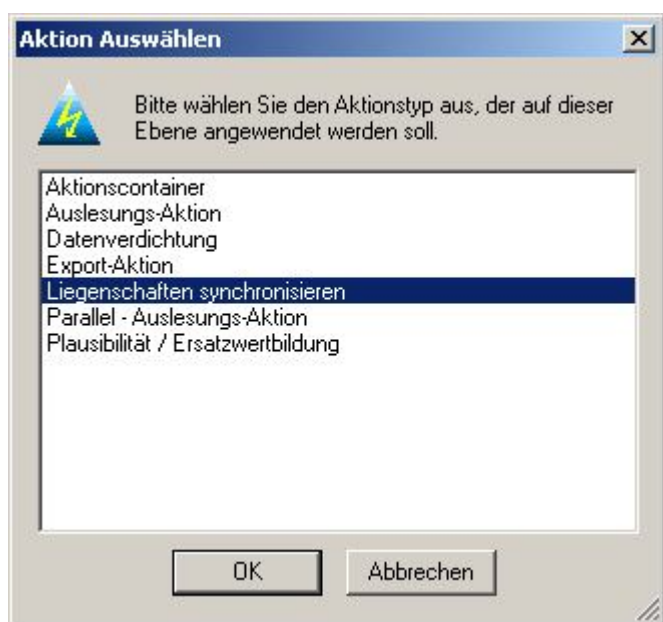 Aktion Auswählen
Bitte wählen Sie den Aktionstyp aus, der auf dieser
Ebene angewendet werden soll.
Aktionscontainer
Auslesungs-Aktion
Datenverdichtung
Export-Aktion
Liegenschaften synchronisieren
Parallel - Auslesungs-Aktion
Plausibilität / Ersatzwertbildung
OK
Abbrechen